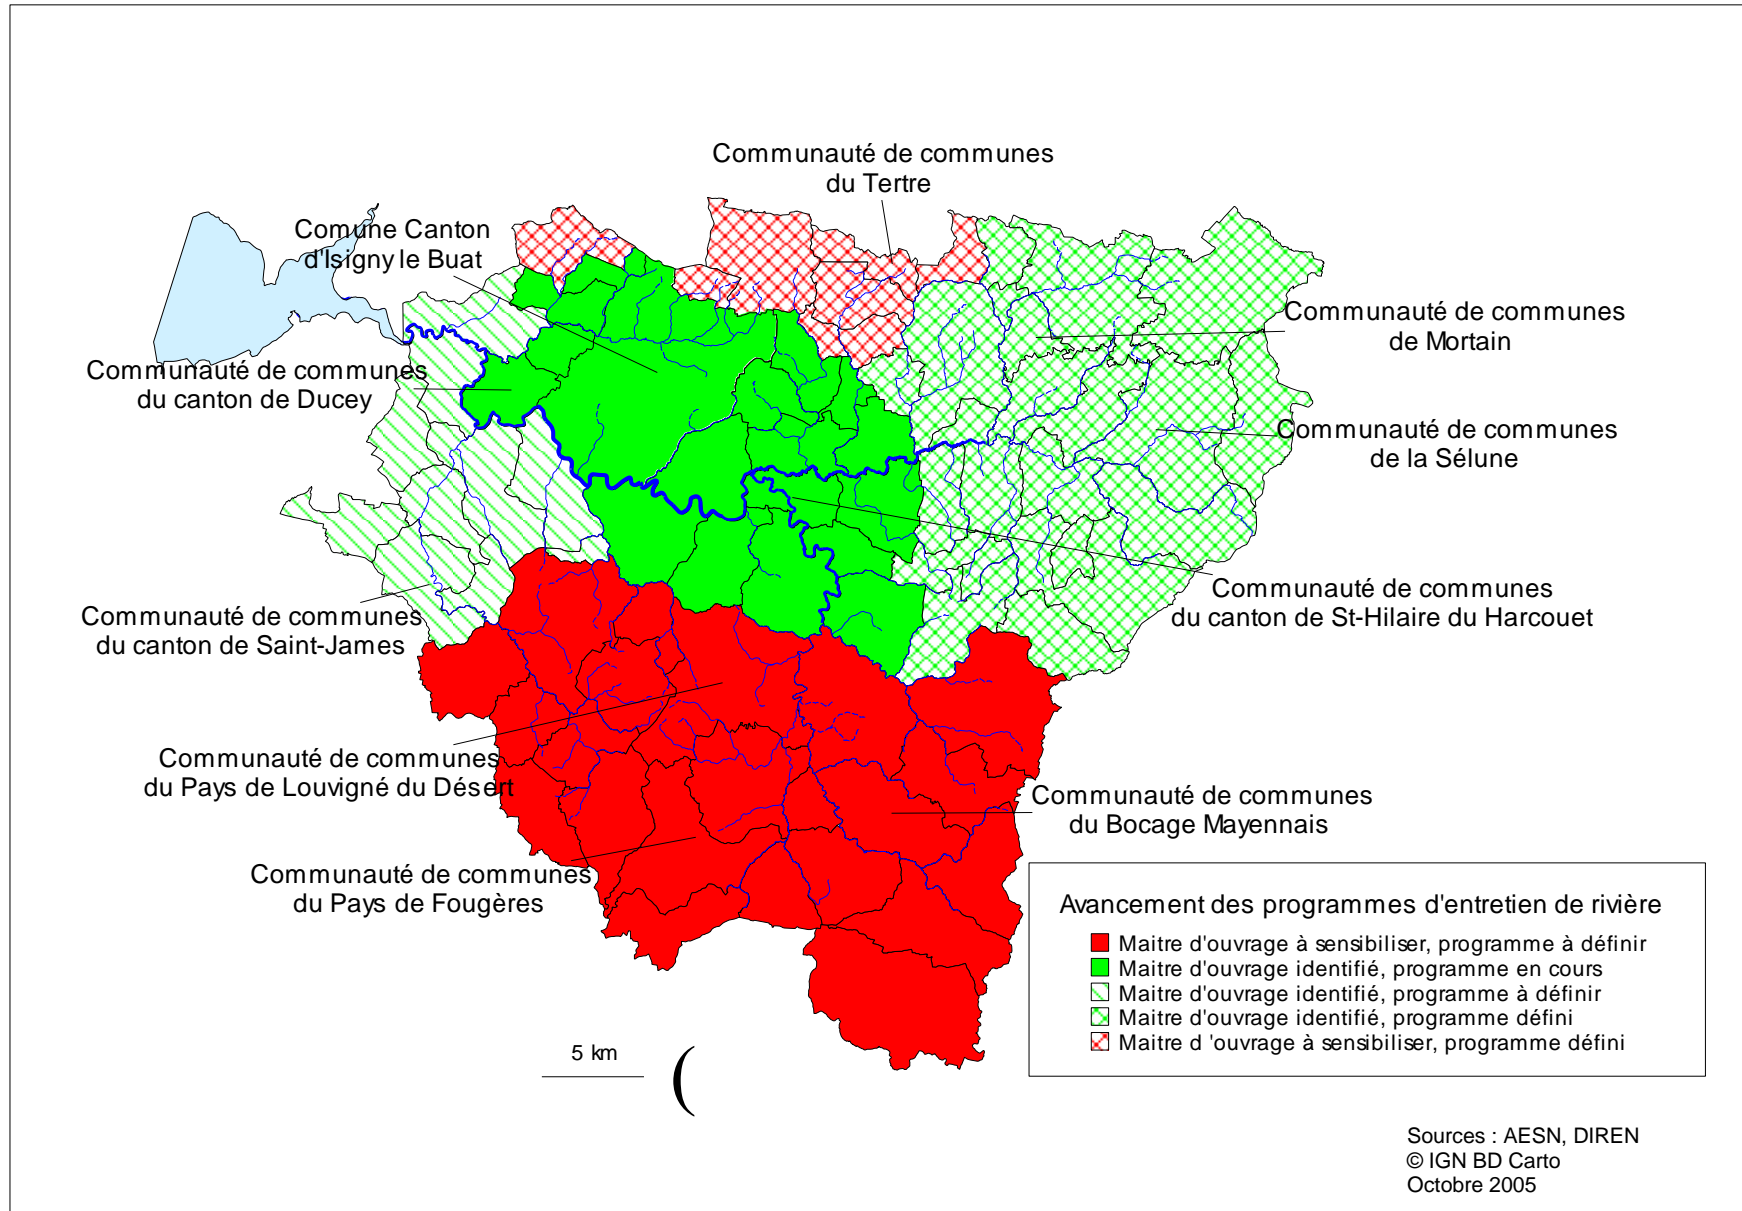 Communauté de communes
du Tertre
Comune Canton
d'Isigny le Buat
Communauté de communes
de Mortain
Communauté de communes
du canton de Ducey
Communauté de communes
de la Sélune
Communauté de communes
du canton de St-Hilaire du Harcouet
Communauté de communes
du canton de Saint-James
Communauté de communes
du Pays de Louvigné du Désert
Communauté de communes
du Bocage Mayennais
Communauté de communes
du Pays de Fougères
Avancement des programmes d'entretien de rivière
Maitre d'ouvrage à sensibiliser, programme à définir
Maitre d'ouvrage identifié, programme en cours
Maitre d'ouvrage identifié, programme à définir
Maitre d'ouvrage identifié, programme défini
Maitre d 'ouvrage à sensibiliser, programme défini
5 km
(
Sources : AESN, DIREN
© IGN BD Carto
Octobre 2005